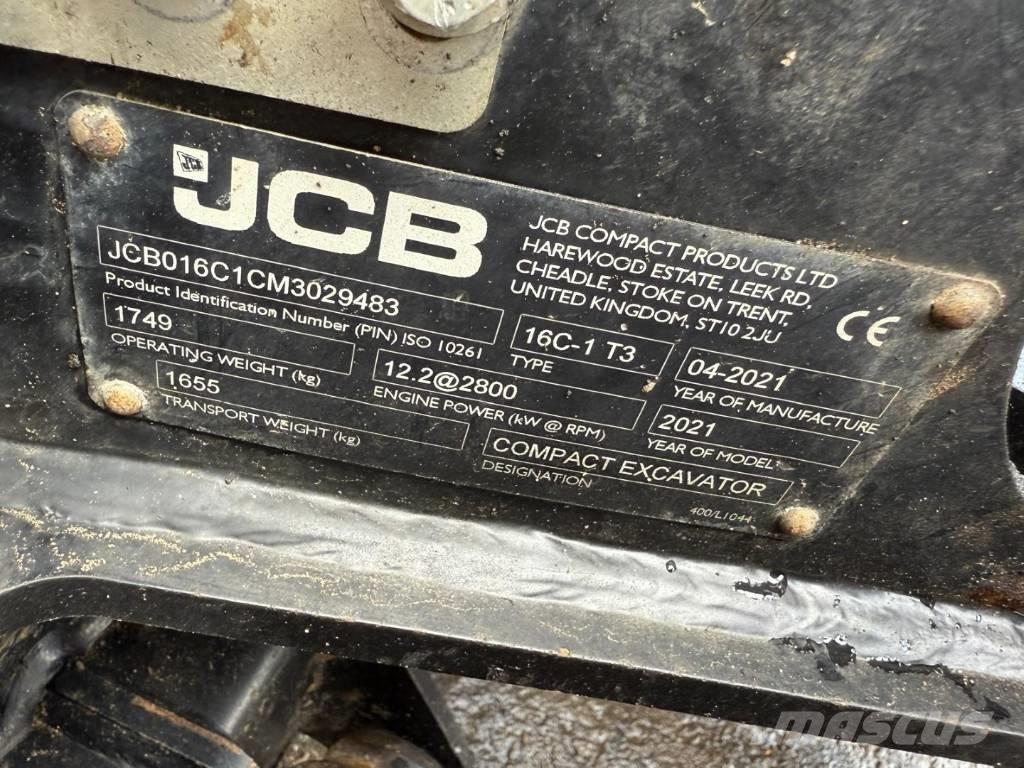 JCB
JCB COMPACT PRODUCTS LTD
HAREWOOD ESTATE, LEEK RD,
CHEADLE, STOKE ON TRENT,
UNITED KINGDOM, ST10 2JU
CE
JCB016C1CM3029483
Product Identification Number (PIN) ISO 10261
16C-1 T3
TYPE
04-2021
YEAR OF MANUFACTURE
1749
OPERATING WEIGHT (kg)
12.2@2800
ENGINE POWER (kW @ RPM)
2021
YEAR OF MODEL
1655
TRANSPORT WEIGHT (kg)
COMPACT EXCAVATOR
DESIGNATION
400/L1044
mascus